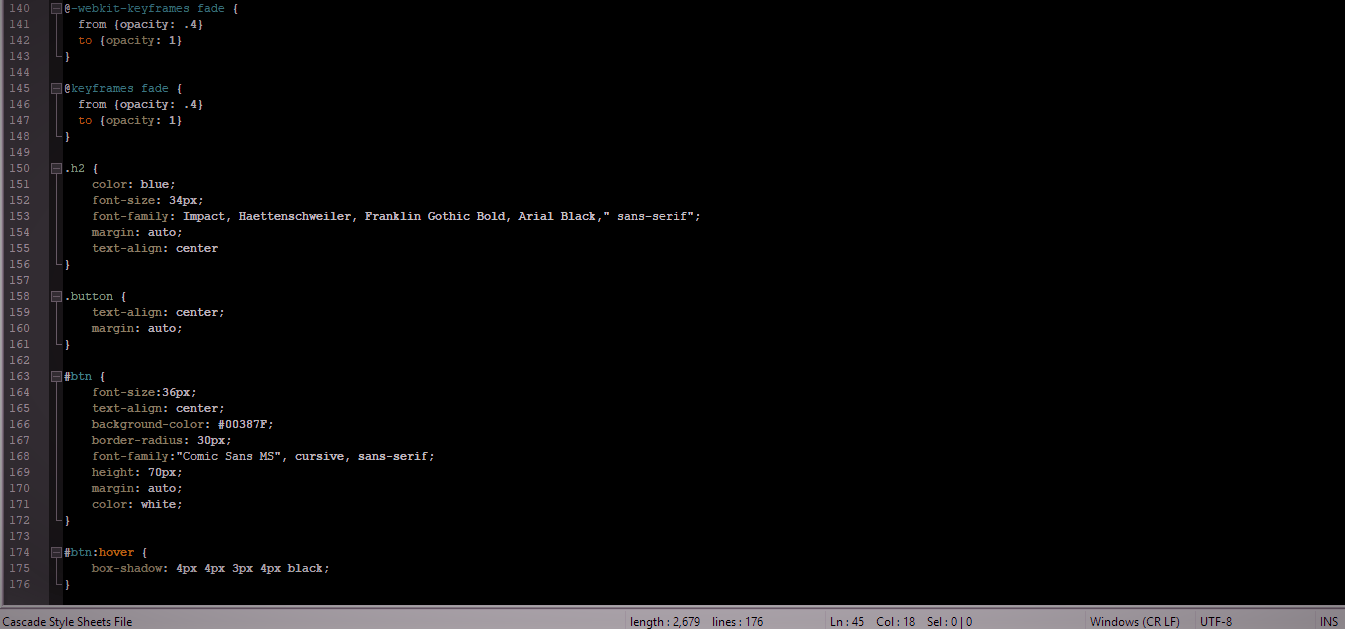 140 @-webkit-keyframes fade {
141 from {opacity: .4}
142 to {opacity: 1}
143 }
144
145 @keyframes fade {
146 from {opacity: .4}
147 to {opacity: 1}
148 }
149
150 .h2 {
151 color: blue;
152 font-size: 34px;
153 font-family: Impact, Haettenschweiler, Franklin Gothic Bold, Arial Black," sans-serif";
154 margin: auto;
155 text-align: center
156 }
157
158 .button {
159 text-align: center;
160 margin: auto;
161 }
162
163 #btn {
164 font-size:36px;
165 text-align: center;
166 background-color: #00387F;
167 border-radius: 30px;
168 font-family:"Comic Sans MS", cursive, sans-serif;
169 height: 70px;
170 margin: auto;
171 color: white;
172 }
173
174 #btn:hover {
175 box-shadow: 4px 4px 3px 4px black;
176 }
Cascade Style Sheets File length : 2,679 lines : 176 Ln : 45 Col : 18 Sel : 0 | 0 Windows (CR LF) UTF-8 INS